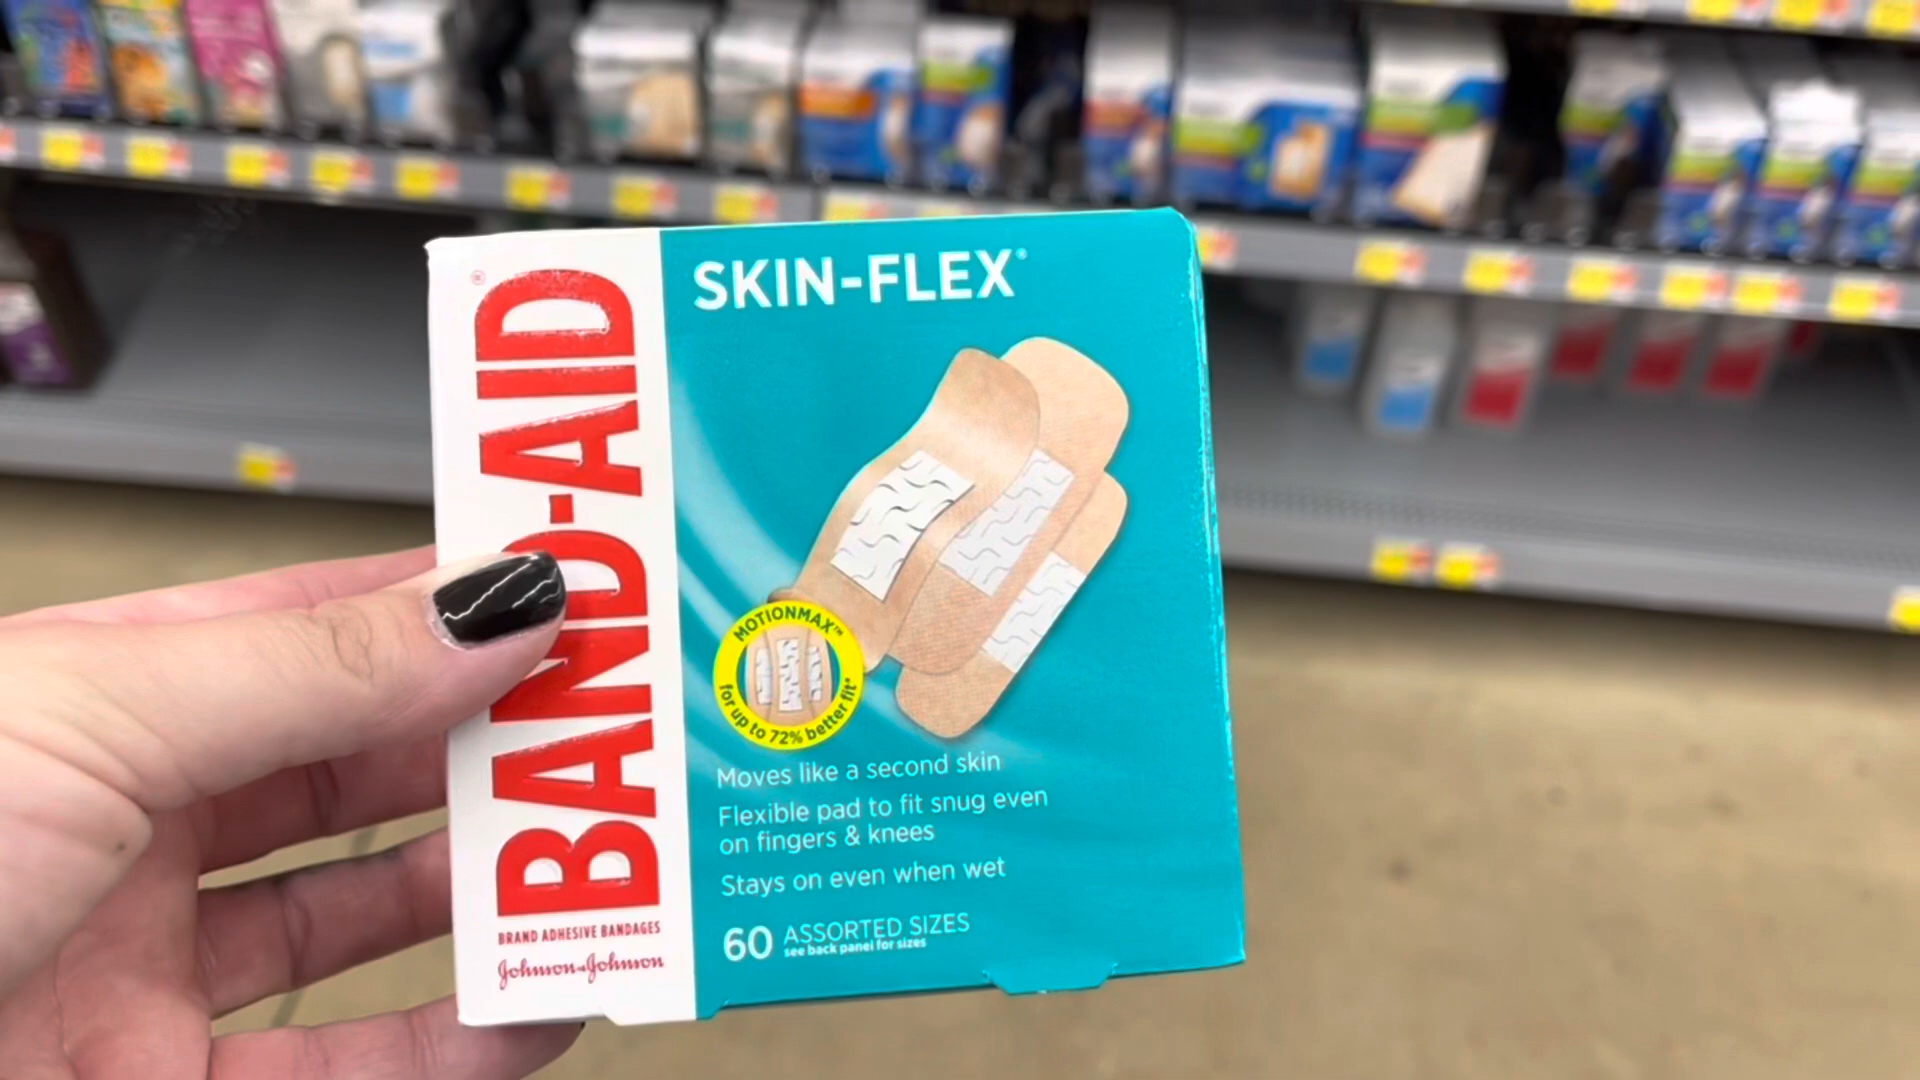 BAND-AID®
BRAND ADHESIVE BANDAGES
Johnson & Johnson
SKIN-FLEX®
MOTIONMAX™
for up to 72% better fit*
Moves like a second skin
Flexible pad to fit snug even
on fingers & knees
Stays on even when wet
60 ASSORTED SIZES
see back panel for sizes